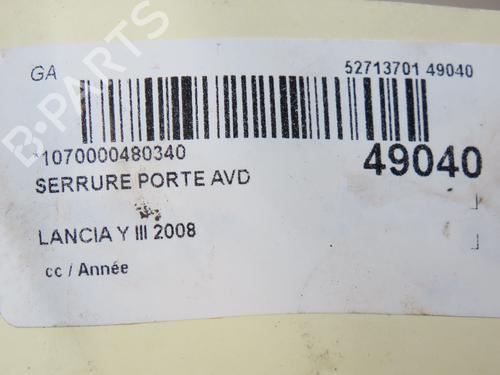 GA 52713701 49040
*1070000480340 49040
SERRURE PORTE AVD
LANCIA Y III 2008
cc / Année
B-PARTS